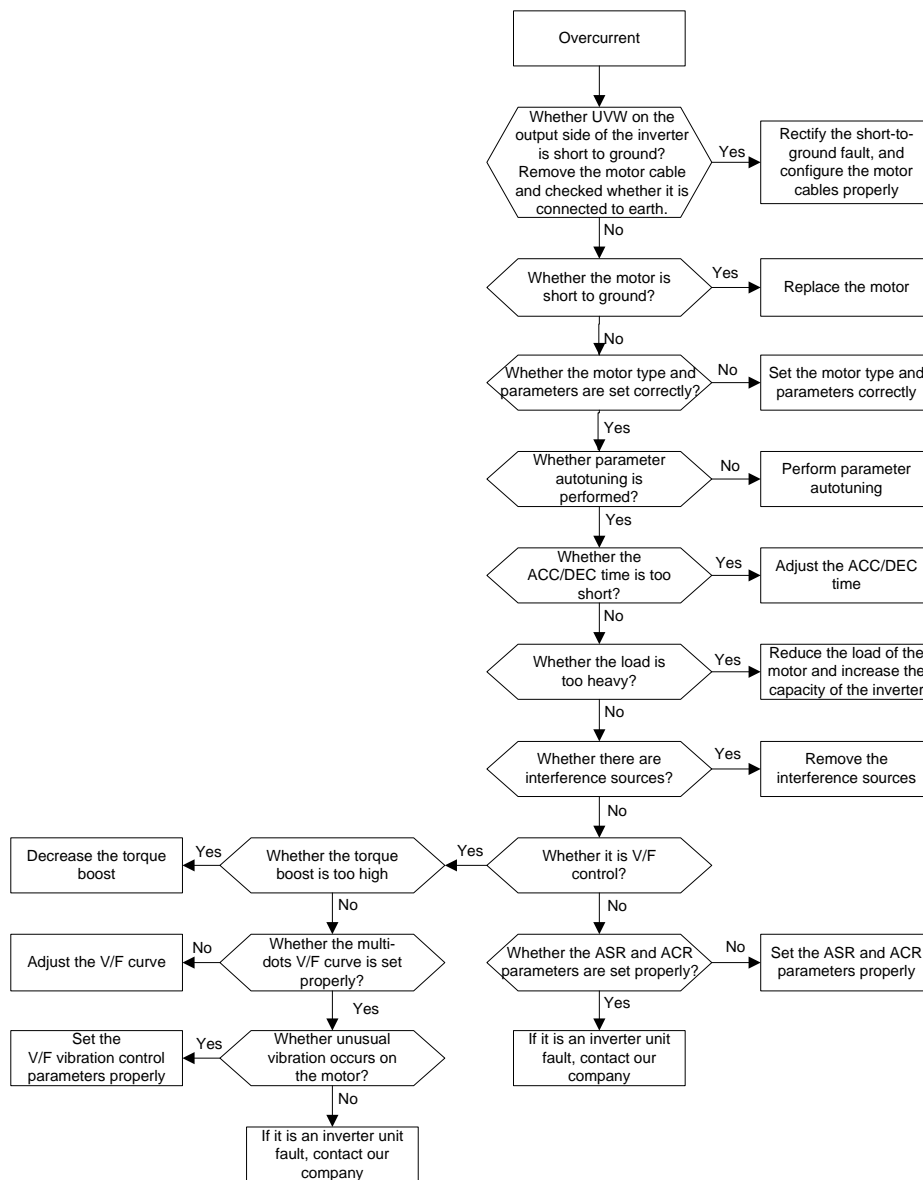 Overcurrent
Whether UVW on the
output side of the inverter
is short to ground?
Remove the motor cable
and checked whether it is
connected to earth.
Yes
Rectify the short-to-
ground fault, and
configure the motor
cables properly
No
Whether the motor is
short to ground?
Yes
Replace the motor
No
Whether the motor type and
parameters are set correctly?
No
Set the motor type and
parameters correctly
Yes
Whether parameter
autotuning is
performed?
No
Perform parameter
autotuning
Yes
Whether the
ACC/DEC time is too
short?
Yes
Adjust the ACC/DEC
time
No
Whether the load is
too heavy?
Yes
Reduce the load of the
motor and increase the
capacity of the inverter
No
Whether there are
interference sources?
Yes
Remove the
interference sources
No
Decrease the torque
boost
Yes
Whether the torque
boost is too high
Yes
Whether it is V/F
control?
No
No
Adjust the V/F curve
No
Whether the multi-
dots V/F curve is set
properly?
Whether the ASR and ACR
parameters are set properly?
No
Set the ASR and ACR
parameters properly
Yes
Yes
Set the
V/F vibration control
parameters properly
Yes
Whether unusual
vibration occurs on
the motor?
If it is an inverter unit
fault, contact our
company
No
If it is an inverter unit
fault, contact our
company